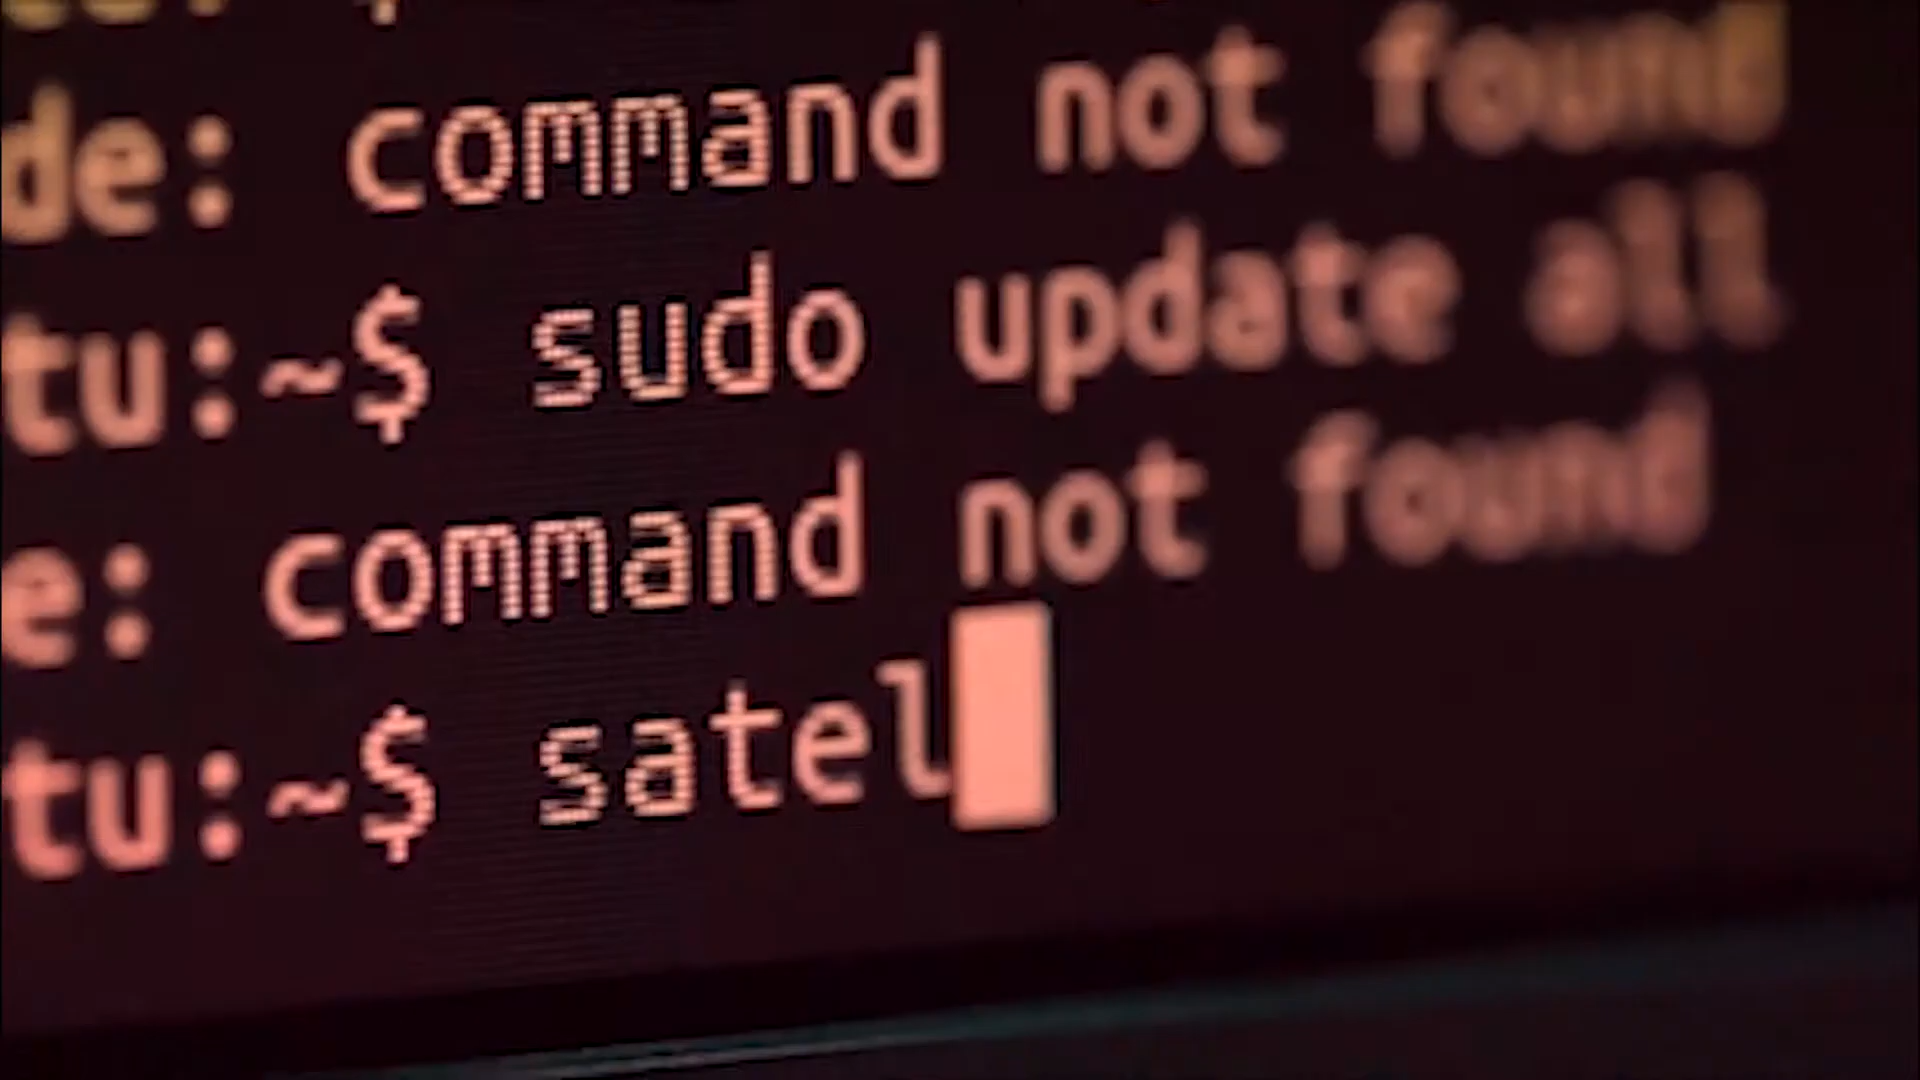 de: command not found
tu:~$ sudo update all
e: command not found
tu:~$ satel